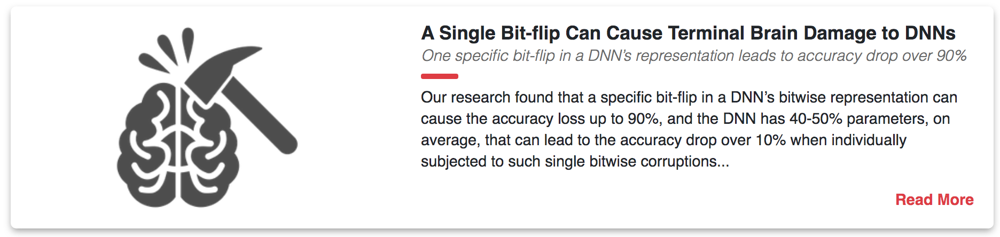 A Single Bit-flip Can Cause Terminal Brain Damage to DNNs
One specific bit-flip in a DNN’s representation leads to accuracy drop over 90%
Our research found that a specific bit-flip in a DNN’s bitwise representation can
cause the accuracy loss up to 90%, and the DNN has 40-50% parameters, on
average, that can lead to the accuracy drop over 10% when individually
subjected to such single bitwise corruptions...
Read More